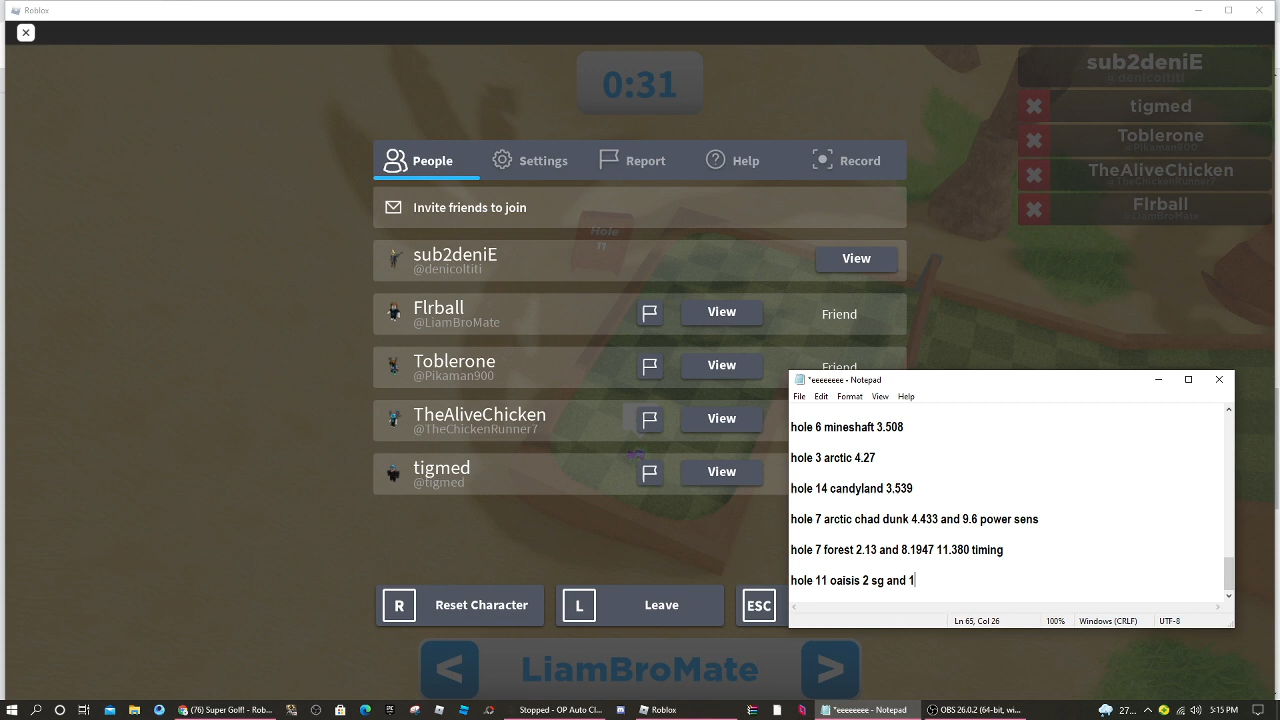 Roblox
0:31
sub2deniE
@denicoltiti
tigmed
Toblerone
@Pikaman900
TheAliveChicken
@TheChickenRunner7
Flrball
@LiamBroMate
People
Settings
Report
Help
Record
Invite friends to join
Hole
11
sub2deniE
@denicoltiti
View
Flrball
@LiamBroMate
View
Friend
Toblerone
@Pikaman900
View
Friend
TheAliveChicken
@TheChickenRunner7
View
tigmed
@tigmed
View
R Reset Character
L Leave
ESC
< LiamBroMate >
*eeeeeeee - Notepad
File Edit Format View Help
hole 6 mineshaft 3.508
hole 3 arctic 4.27
hole 14 candyland 3.539
hole 7 arctic chad dunk 4.433 and 9.6 power sens
hole 7 forest 2.13 and 8.1947 11.380 timing
hole 11 oaisis 2 sg and 1
Ln 65, Col 26 100% Windows (CRLF) UTF-8
(76) Super Golf! - Rob...
Stopped - OP Auto Cl...
Roblox
*eeeeeeee - Notepad
OBS 26.0.2 (64-bit, wi...
27...
5:15 PM